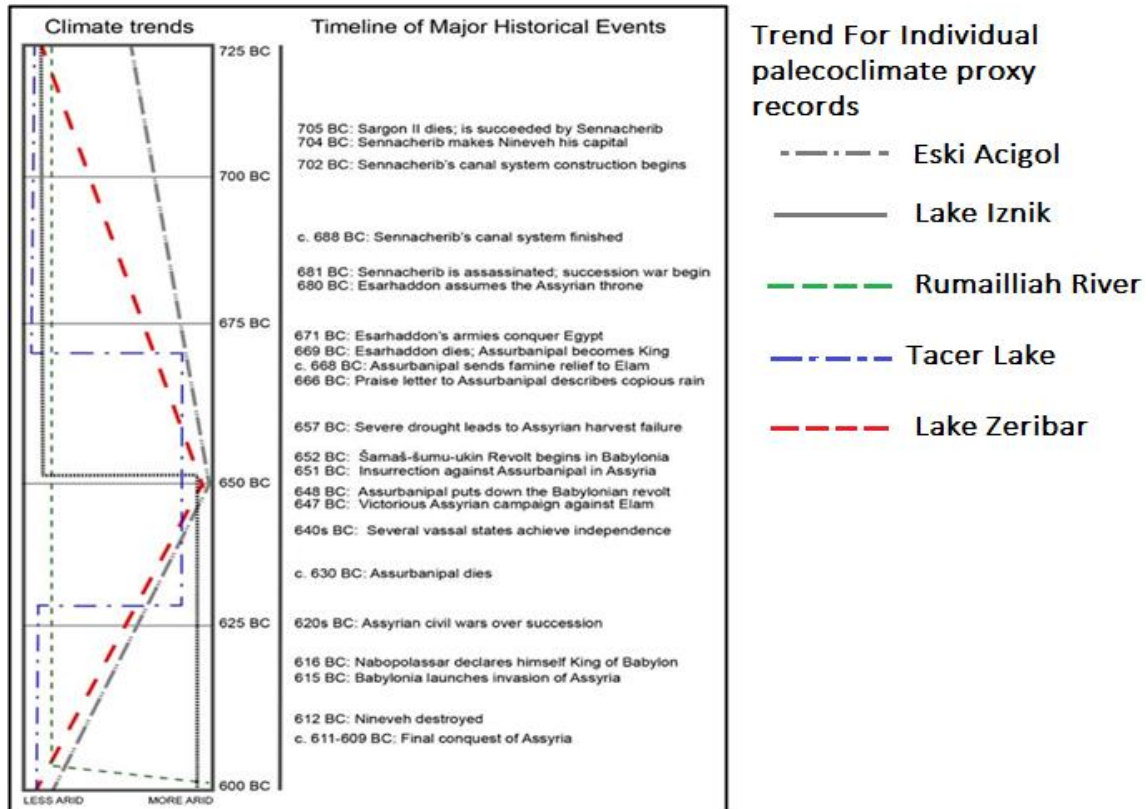 Climate trends
Timeline of Major Historical Events
725 BC
705 BC: Sargon II dies; is succeeded by Sennacherib
704 BC: Sennacherib makes Nineveh his capital
702 BC: Sennacherib's canal system construction begins
700 BC
c. 688 BC: Sennacherib's canal system finished
681 BC: Sennacherib is assassinated; succession war begin
680 BC: Esarhaddon assumes the Assyrian throne
675 BC
671 BC: Esarhaddon's armies conquer Egypt
669 BC: Esarhaddon dies; Assurbanipal becomes King
c. 668 BC: Assurbanipal sends famine relief to Elam
666 BC: Praise letter to Assurbanipal describes copious rain
657 BC: Severe drought leads to Assyrian harvest failure
652 BC: Šamaš-šumu-ukin Revolt begins in Babylonia
651 BC: Insurrection against Assurbanipal in Assyria
650 BC
648 BC: Assurbanipal puts down the Babylonian revolt
647 BC: Victorious Assyrian campaign against Elam
640s BC: Several vassal states achieve independence
c. 630 BC: Assurbanipal dies
625 BC
620s BC: Assyrian civil wars over succession
616 BC: Nabopolassar declares himself King of Babylon
615 BC: Babylonia launches invasion of Assyria
612 BC: Nineveh destroyed
c. 611-609 BC: Final conquest of Assyria
600 BC
LESS ARID
MORE ARID
Trend For Individual
palecoclimate proxy
records
Eski Acigol
Lake Iznik
Rumailliah River
Tacer Lake
Lake Zeribar